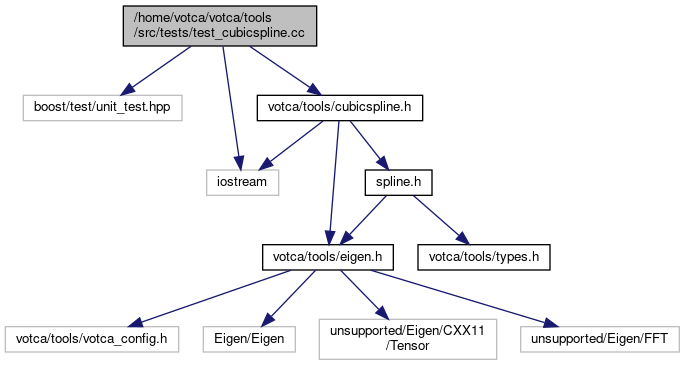 /home/votca/votca/tools
/src/tests/test_cubicspline.cc
boost/test/unit_test.hpp
votca/tools/cubicspline.h
iostream
spline.h
votca/tools/eigen.h
votca/tools/types.h
votca/tools/votca_config.h
Eigen/Eigen
unsupported/Eigen/CXX11
/Tensor
unsupported/Eigen/FFT